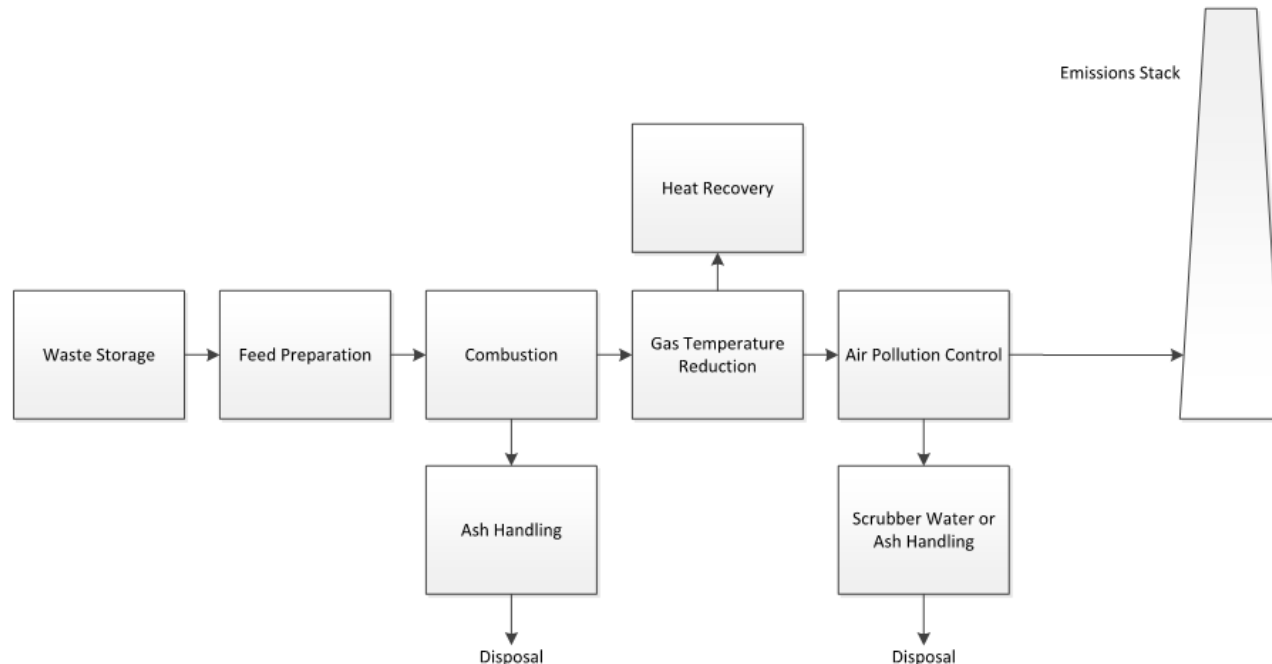 Emissions Stack
Heat Recovery
Waste Storage
Feed Preparation
Combustion
Gas Temperature
Reduction
Air Pollution Control
Ash Handling
Scrubber Water or
Ash Handling
Disposal
Disposal